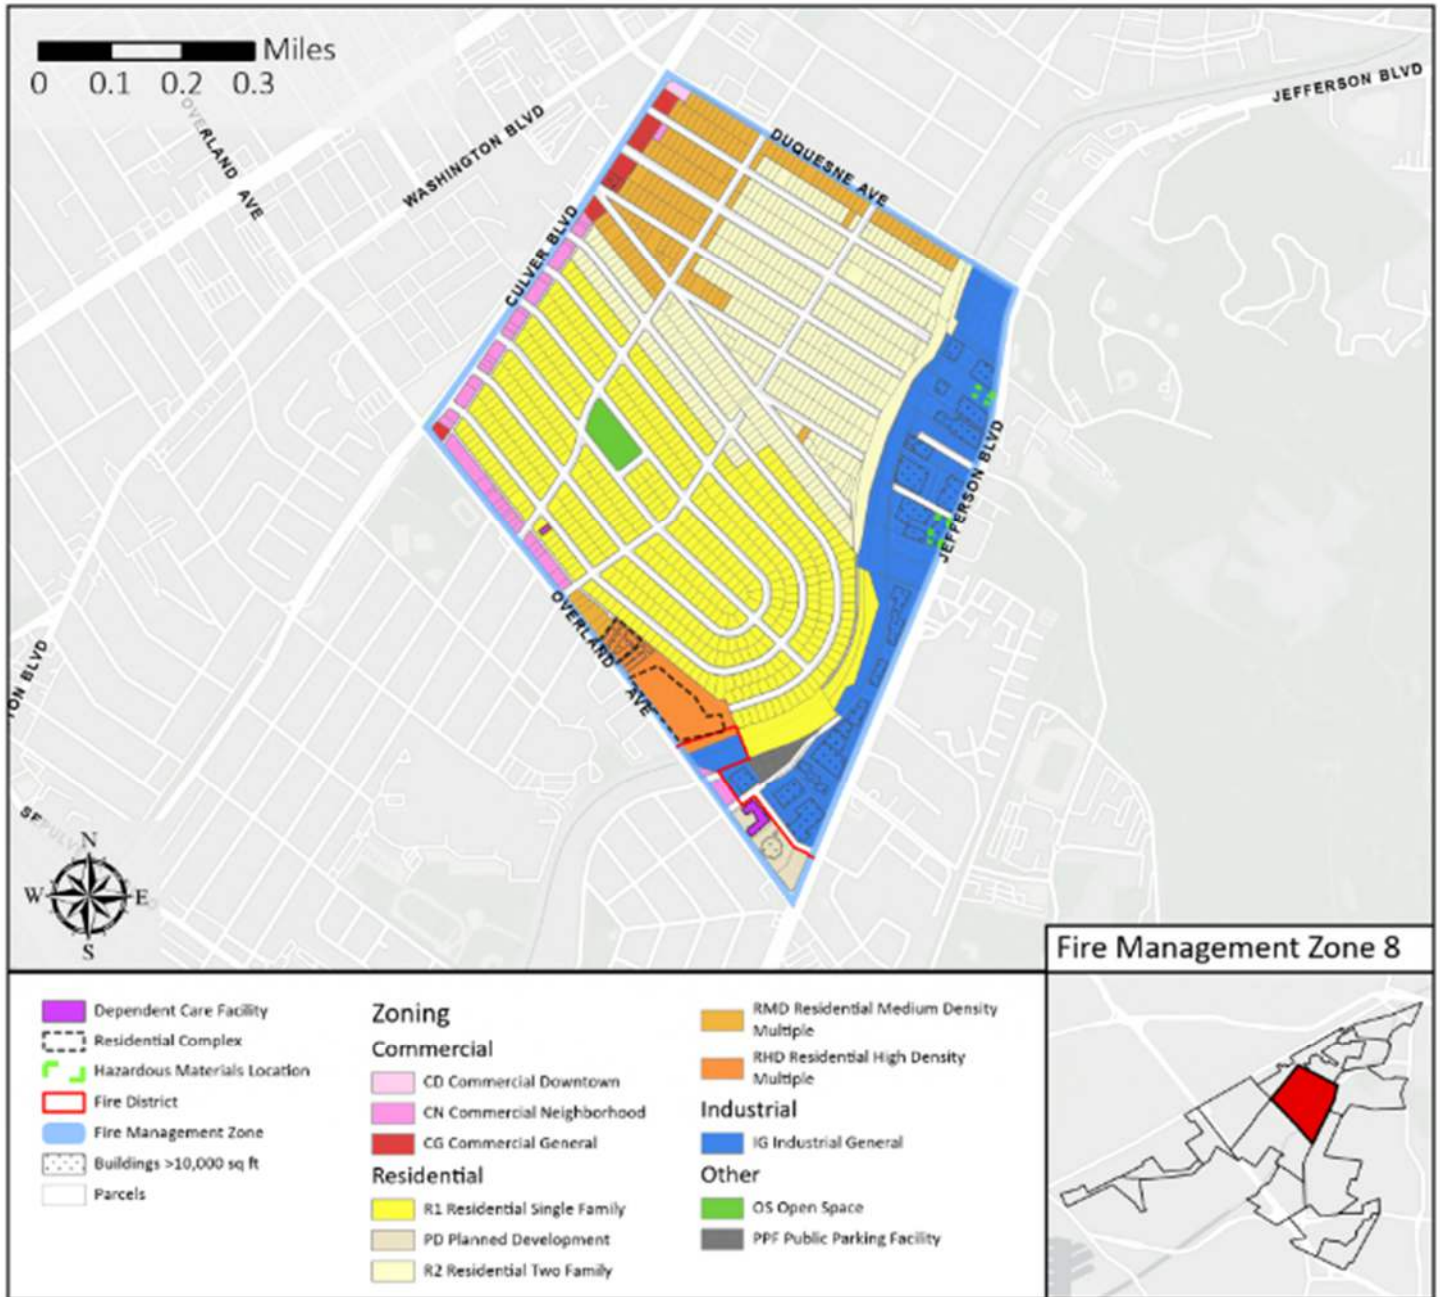 Miles
0 0.1 0.2 0.3
OVERLAND AVE
WASHINGTON BLVD
JEFFERSON BLVD
DUQUESNE AVE
CULVER BLVD
JEFFERSON BLVD
OVERLAND AVE
TON BLVD
SEPULV
N
W E
S
Fire Management Zone 8
Dependent Care Facility
Residential Complex
Hazardous Materials Location
Fire District
Fire Management Zone
Buildings >10,000 sq ft
Parcels
Zoning
Commercial
CD Commercial Downtown
CN Commercial Neighborhood
CG Commercial General
Residential
R1 Residential Single Family
PD Planned Development
R2 Residential Two Family
RMD Residential Medium Density
Multiple
RHD Residential High Density
Multiple
Industrial
IG Industrial General
Other
OS Open Space
PPF Public Parking Facility